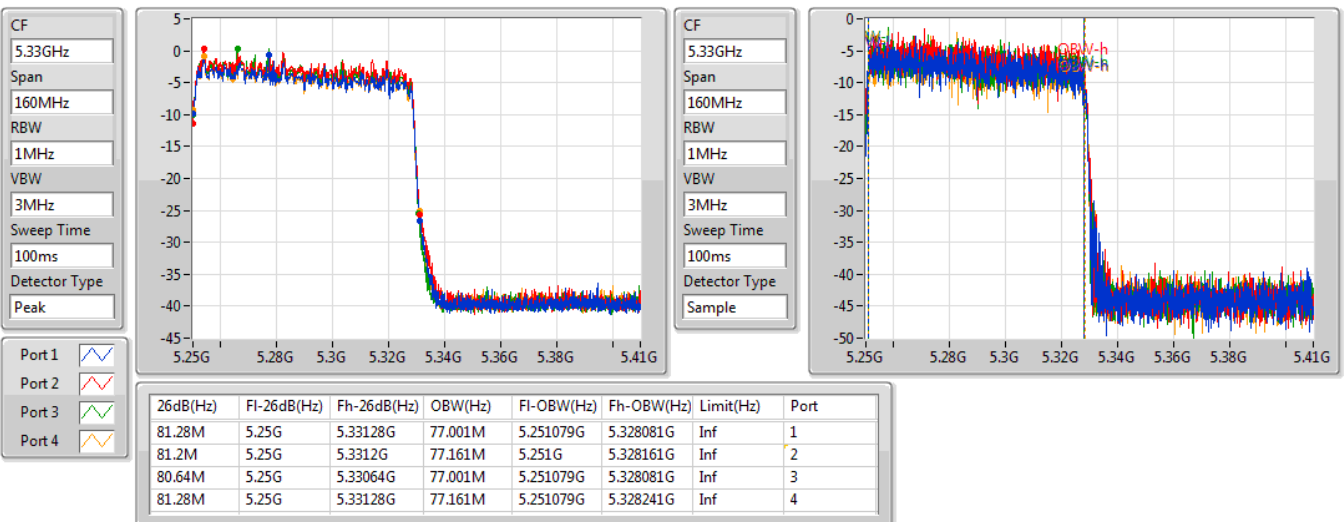 CF
5.33GHz
Span
160MHz
RBW
1MHz
VBW
3MHz
Sweep Time
100ms
Detector Type
Peak
5
0
-5
-10
-15
-20
-25
-30
-35
-40
-45
5.25G 5.28G 5.3G 5.32G 5.34G 5.36G 5.38G 5.41G
CF
5.33GHz
Span
160MHz
RBW
1MHz
VBW
3MHz
Sweep Time
100ms
Detector Type
Sample
0
-5
-10
-15
-20
-25
-30
-35
-40
-45
-50
OBW-h
OBW-h
5.25G 5.28G 5.3G 5.32G 5.34G 5.36G 5.38G 5.41G
Port 1
Port 2
Port 3
Port 4
26dB(Hz) Fl-26dB(Hz) Fh-26dB(Hz) OBW(Hz) Fl-OBW(Hz) Fh-OBW(Hz) Limit(Hz) Port
81.28M 5.25G 5.33128G 77.001M 5.251079G 5.328081G Inf 1
81.2M 5.25G 5.3312G 77.161M 5.251G 5.328161G Inf 2
80.64M 5.25G 5.33064G 77.001M 5.251079G 5.328081G Inf 3
81.28M 5.25G 5.33128G 77.161M 5.251079G 5.328241G Inf 4